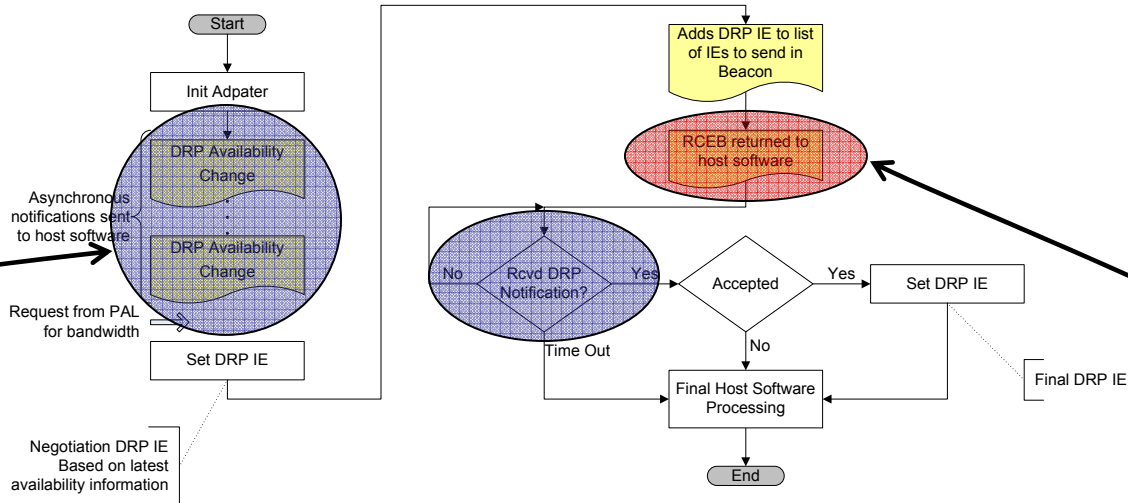 Start
Init Adpater
DRP Availability
Change
Asynchronous
notifications sent
to host software
DRP Availability
Change
Request from PAL
for bandwidth
Set DRP IE
Negotiation DRP IE
Based on latest
availability information
Adds DRP IE to list
of IEs to send in
Beacon
RCEB returned to
host software
No
Rcvd DRP
Notification?
Yes
Time Out
Accepted
Yes
No
Set DRP IE
Final DRP IE
Final Host Software
Processing
End